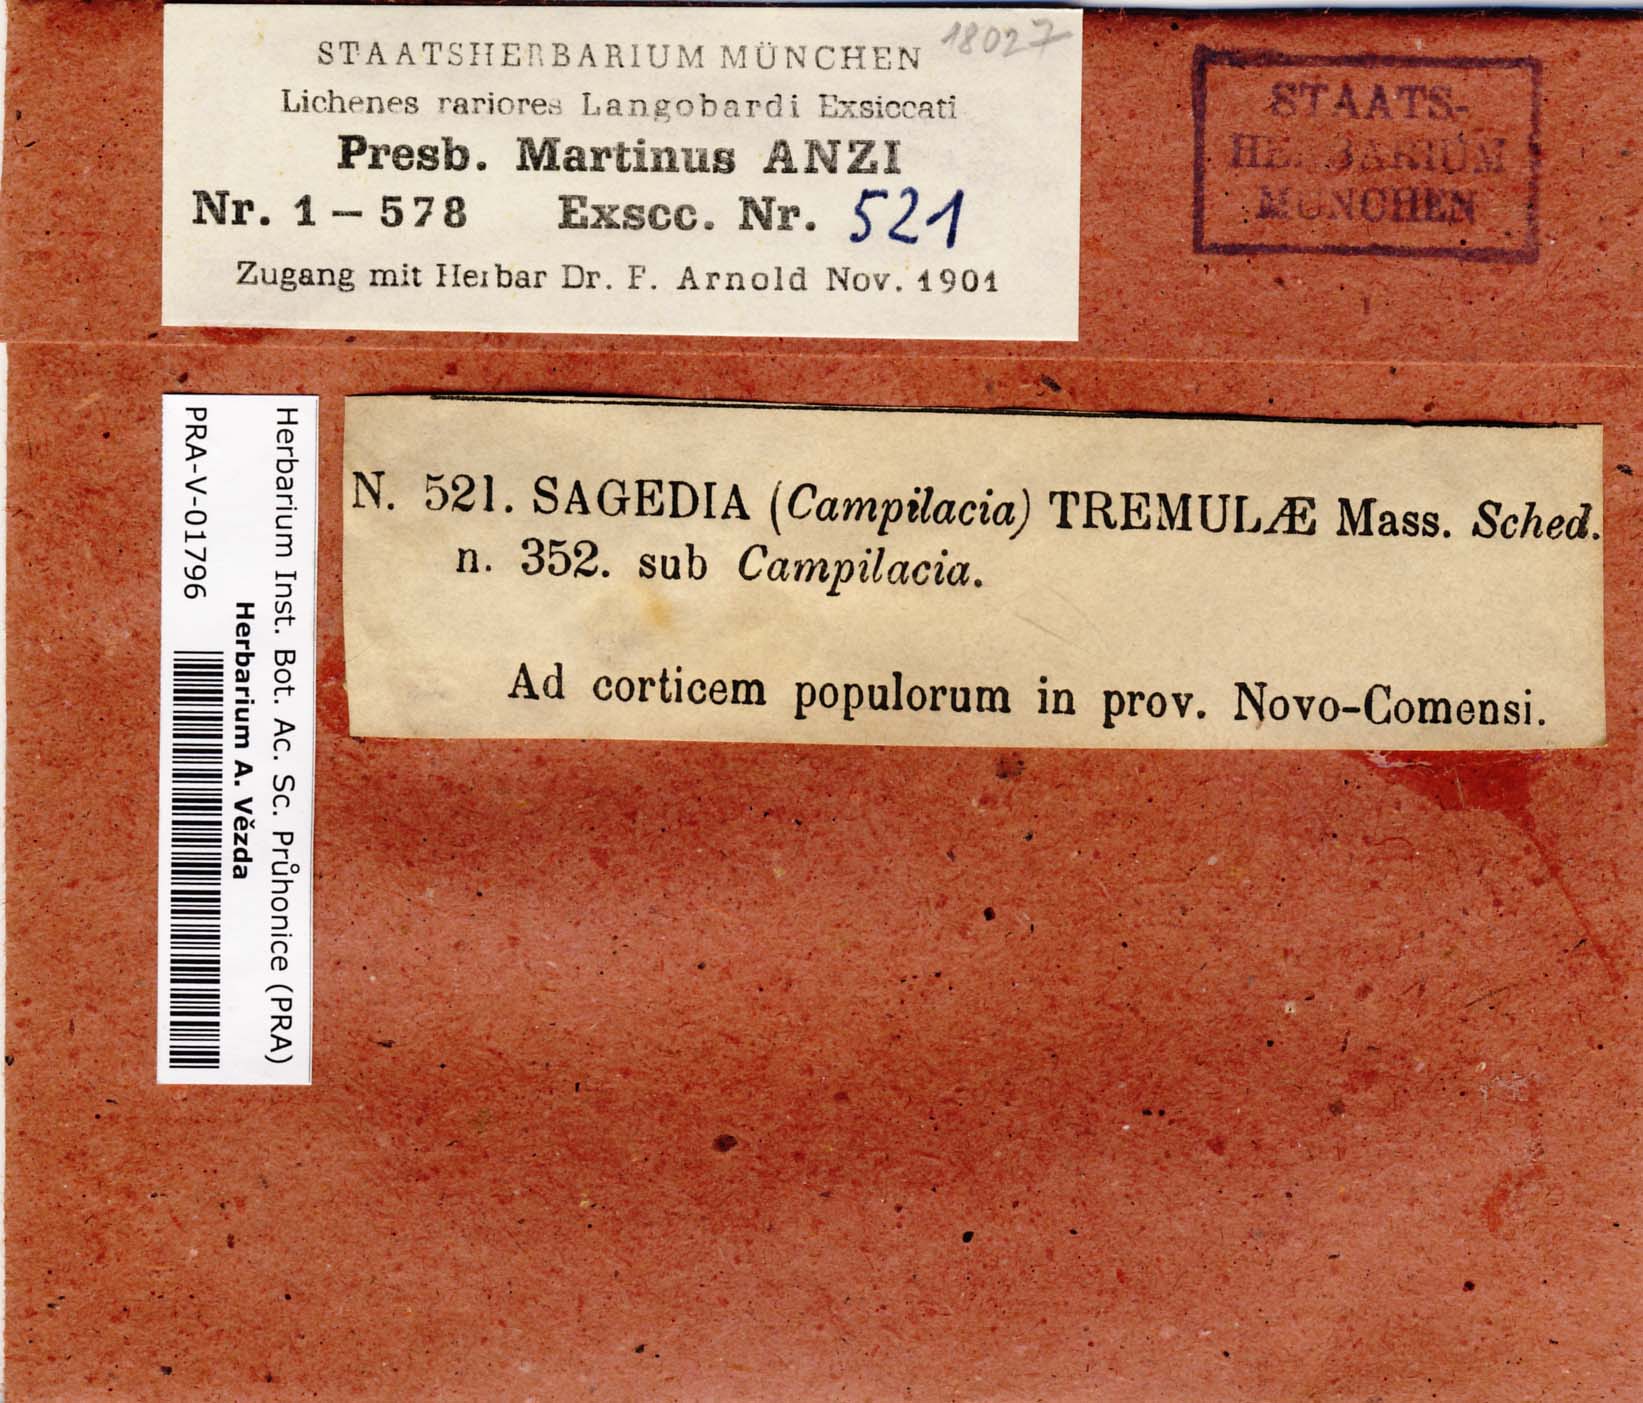 18027
STAATSHERBARIUM MÜNCHEN
Lichenes rariores Langobardi Exsiccati
Presb. Martinus ANZI
Nr. 1 – 578 Exscc. Nr. 521
Zugang mit Herbar Dr. F. Arnold Nov. 1901
STAATS-
HERBARIUM
MÜNCHEN
Herbarium Inst. Bot. Ac. Sc. Průhonice (PRA)
Herbarium A. Vězda
PRA-V-01796
N. 521. SAGEDIA (Campilacia) TREMULÆ Mass. Sched.
n. 352. sub Campilacia.
Ad corticem populorum in prov. Novo-Comensi.